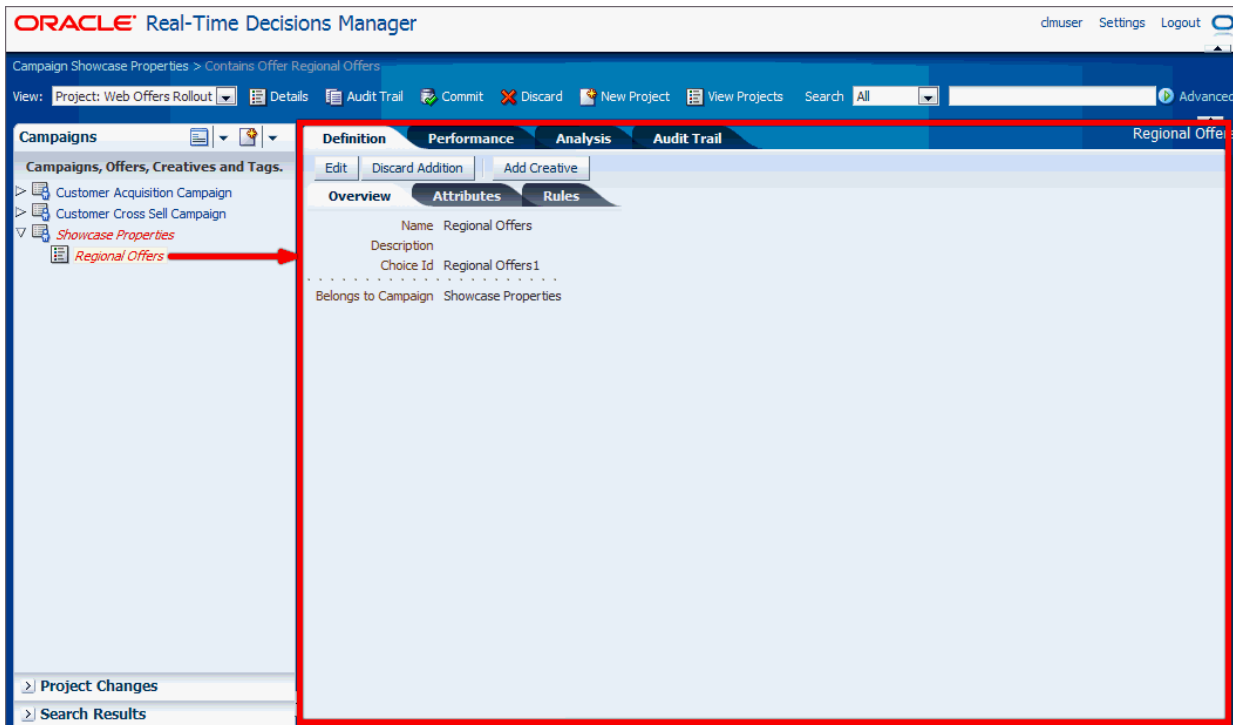 ORACLE Real-Time Decisions Manager
clmuser Settings Logout
Campaign Showcase Properties > Contains Offer Regional Offers
View: Project: Web Offers Rollout Details Audit Trail Commit Discard New Project View Projects Search All Advanced
Campaigns
Campaigns, Offers, Creatives and Tags.
Customer Acquisition Campaign
Customer Cross Sell Campaign
Showcase Properties
Regional Offers
Project Changes
Search Results
Definition Performance Analysis Audit Trail Regional Offers
Edit Discard Addition Add Creative
Overview Attributes Rules
Name Regional Offers
Description
Choice Id Regional Offers1
Belongs to Campaign Showcase Properties